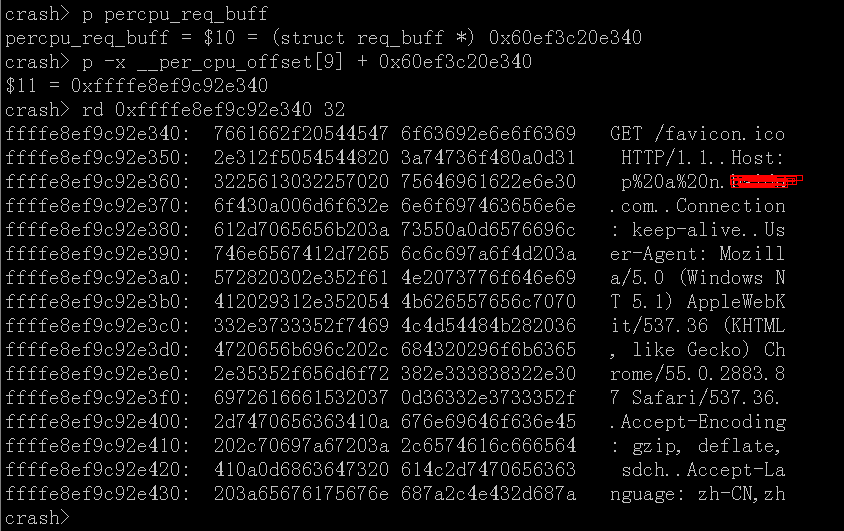 crash> p percpu_req_buff
percpu_req_buff = $10 = (struct req_buff *) 0x60ef3c20e340
crash> p -x __per_cpu_offset[9] + 0x60ef3c20e340
$11 = 0xffffe8ef9c92e340
crash> rd 0xffffe8ef9c92e340 32
ffffe8ef9c92e340:  7661662f20544547 6f63692e6e6f6369   GET /favicon.ico
ffffe8ef9c92e350:  2e312f5054544820 3a74736f480a0d31    HTTP/1.1..Host:
ffffe8ef9c92e360:  3225613032257020 75646961622e6e30    p%20a%20n.
ffffe8ef9c92e370:  6f430a006d6f632e 6e6f697463656e6e   .com..Connection
ffffe8ef9c92e380:  612d7065656b203a 73550a0d6576696c   : keep-alive..Us
ffffe8ef9c92e390:  746e6567412d7265 6c6c697a6f4d203a   er-Agent: Mozill
ffffe8ef9c92e3a0:  572820302e352f61 4e2073776f646e69   a/5.0 (Windows N
ffffe8ef9c92e3b0:  412029312e352054 4b626557656c7070   T 5.1) AppleWebK
ffffe8ef9c92e3c0:  332e3733352f7469 4c4d54484b282036   it/537.36 (KHTML
ffffe8ef9c92e3d0:  4720656b696c202c 684320296f6b6365   , like Gecko) Ch
ffffe8ef9c92e3e0:  2e35352f656d6f72 382e333838322e30   rome/55.0.2883.8
ffffe8ef9c92e3f0:  6972616661532037 0d36332e3733352f   7 Safari/537.36.
ffffe8ef9c92e400:  2d7470656363410a 676e69646f636e45   .Accept-Encoding
ffffe8ef9c92e410:  202c70697a67203a 2c6574616c666564   : gzip, deflate,
ffffe8ef9c92e420:  410a0d6863647320 614c2d7470656363    sdch..Accept-La
ffffe8ef9c92e430:  203a65676175676e 687a2c4e432d687a   nguage: zh-CN,zh
crash>